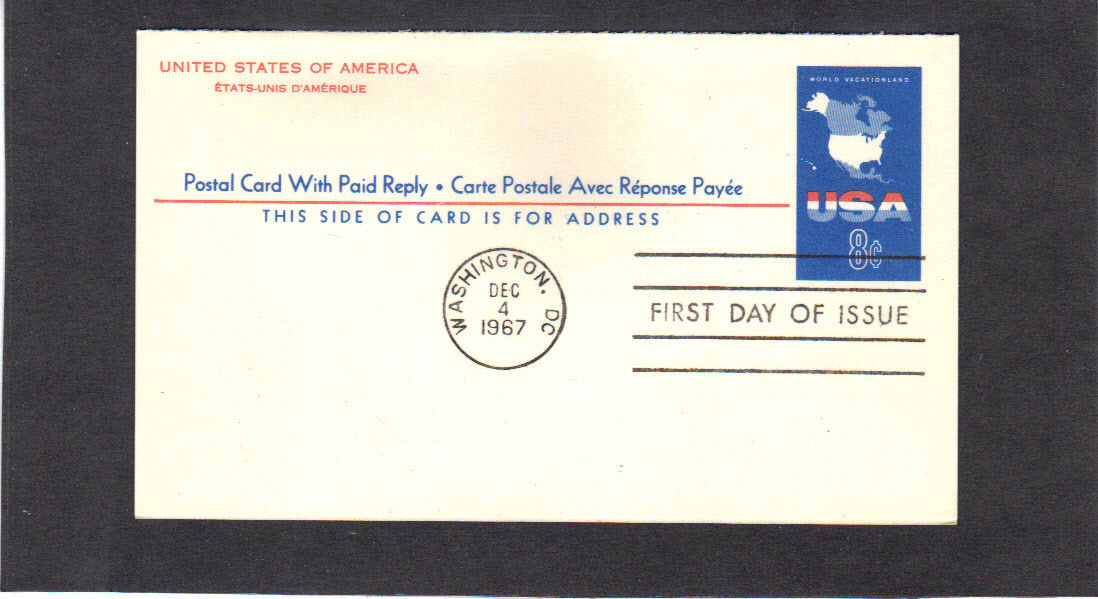 UNITED STATES OF AMERICA
ÉTATS-UNIS D'AMÉRIQUE
WORLD VACATIONLAND
USA
8¢
Postal Card With Paid Reply • Carte Postale Avec Réponse Payée
THIS SIDE OF CARD IS FOR ADDRESS
WASHINGTON, DC
DEC
4
1967
FIRST DAY OF ISSUE